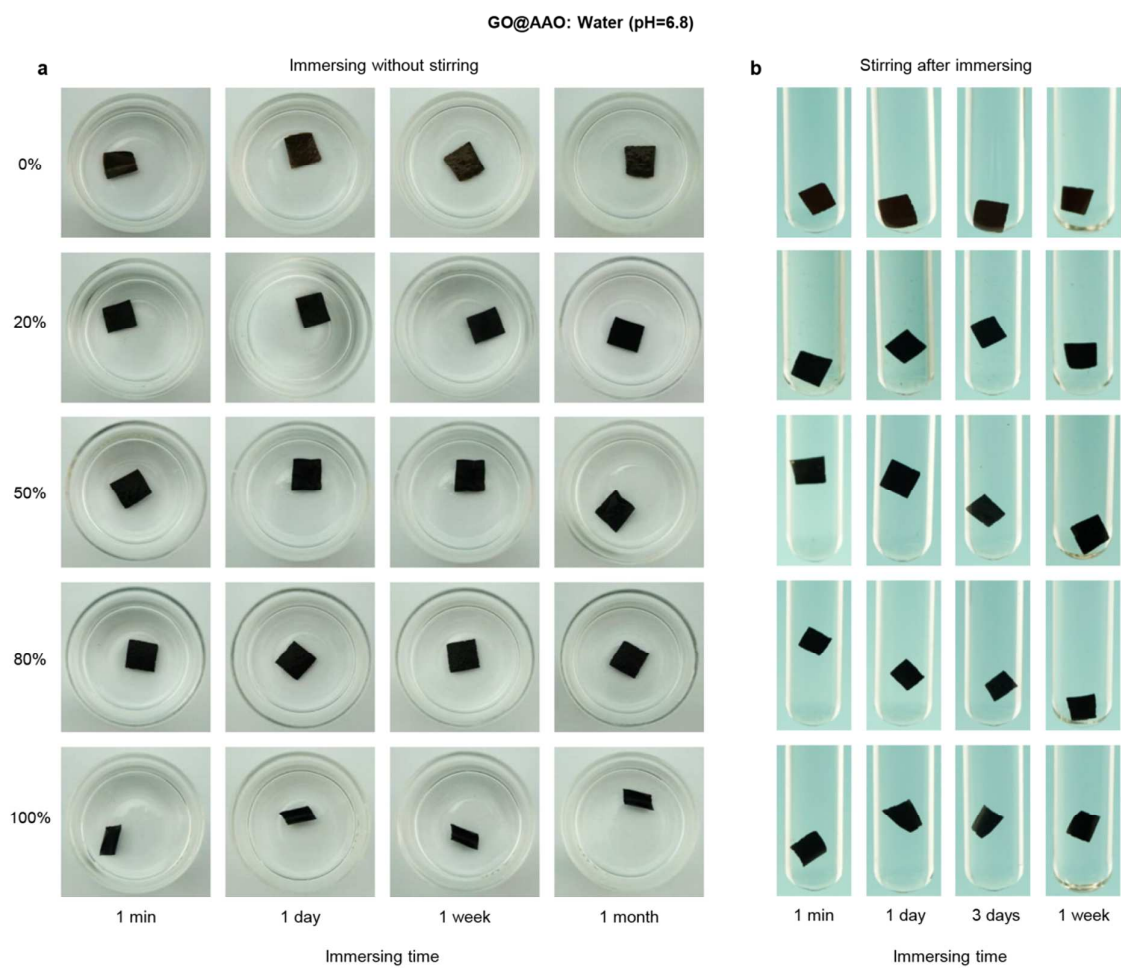 GO@AAO: Water (pH=6.8)
a
Immersing without stirring
b
Stirring after immersing
0%
20%
50%
80%
100%
1 min
1 day
1 week
1 month
1 min
1 day
3 days
1 week
Immersing time
Immersing time